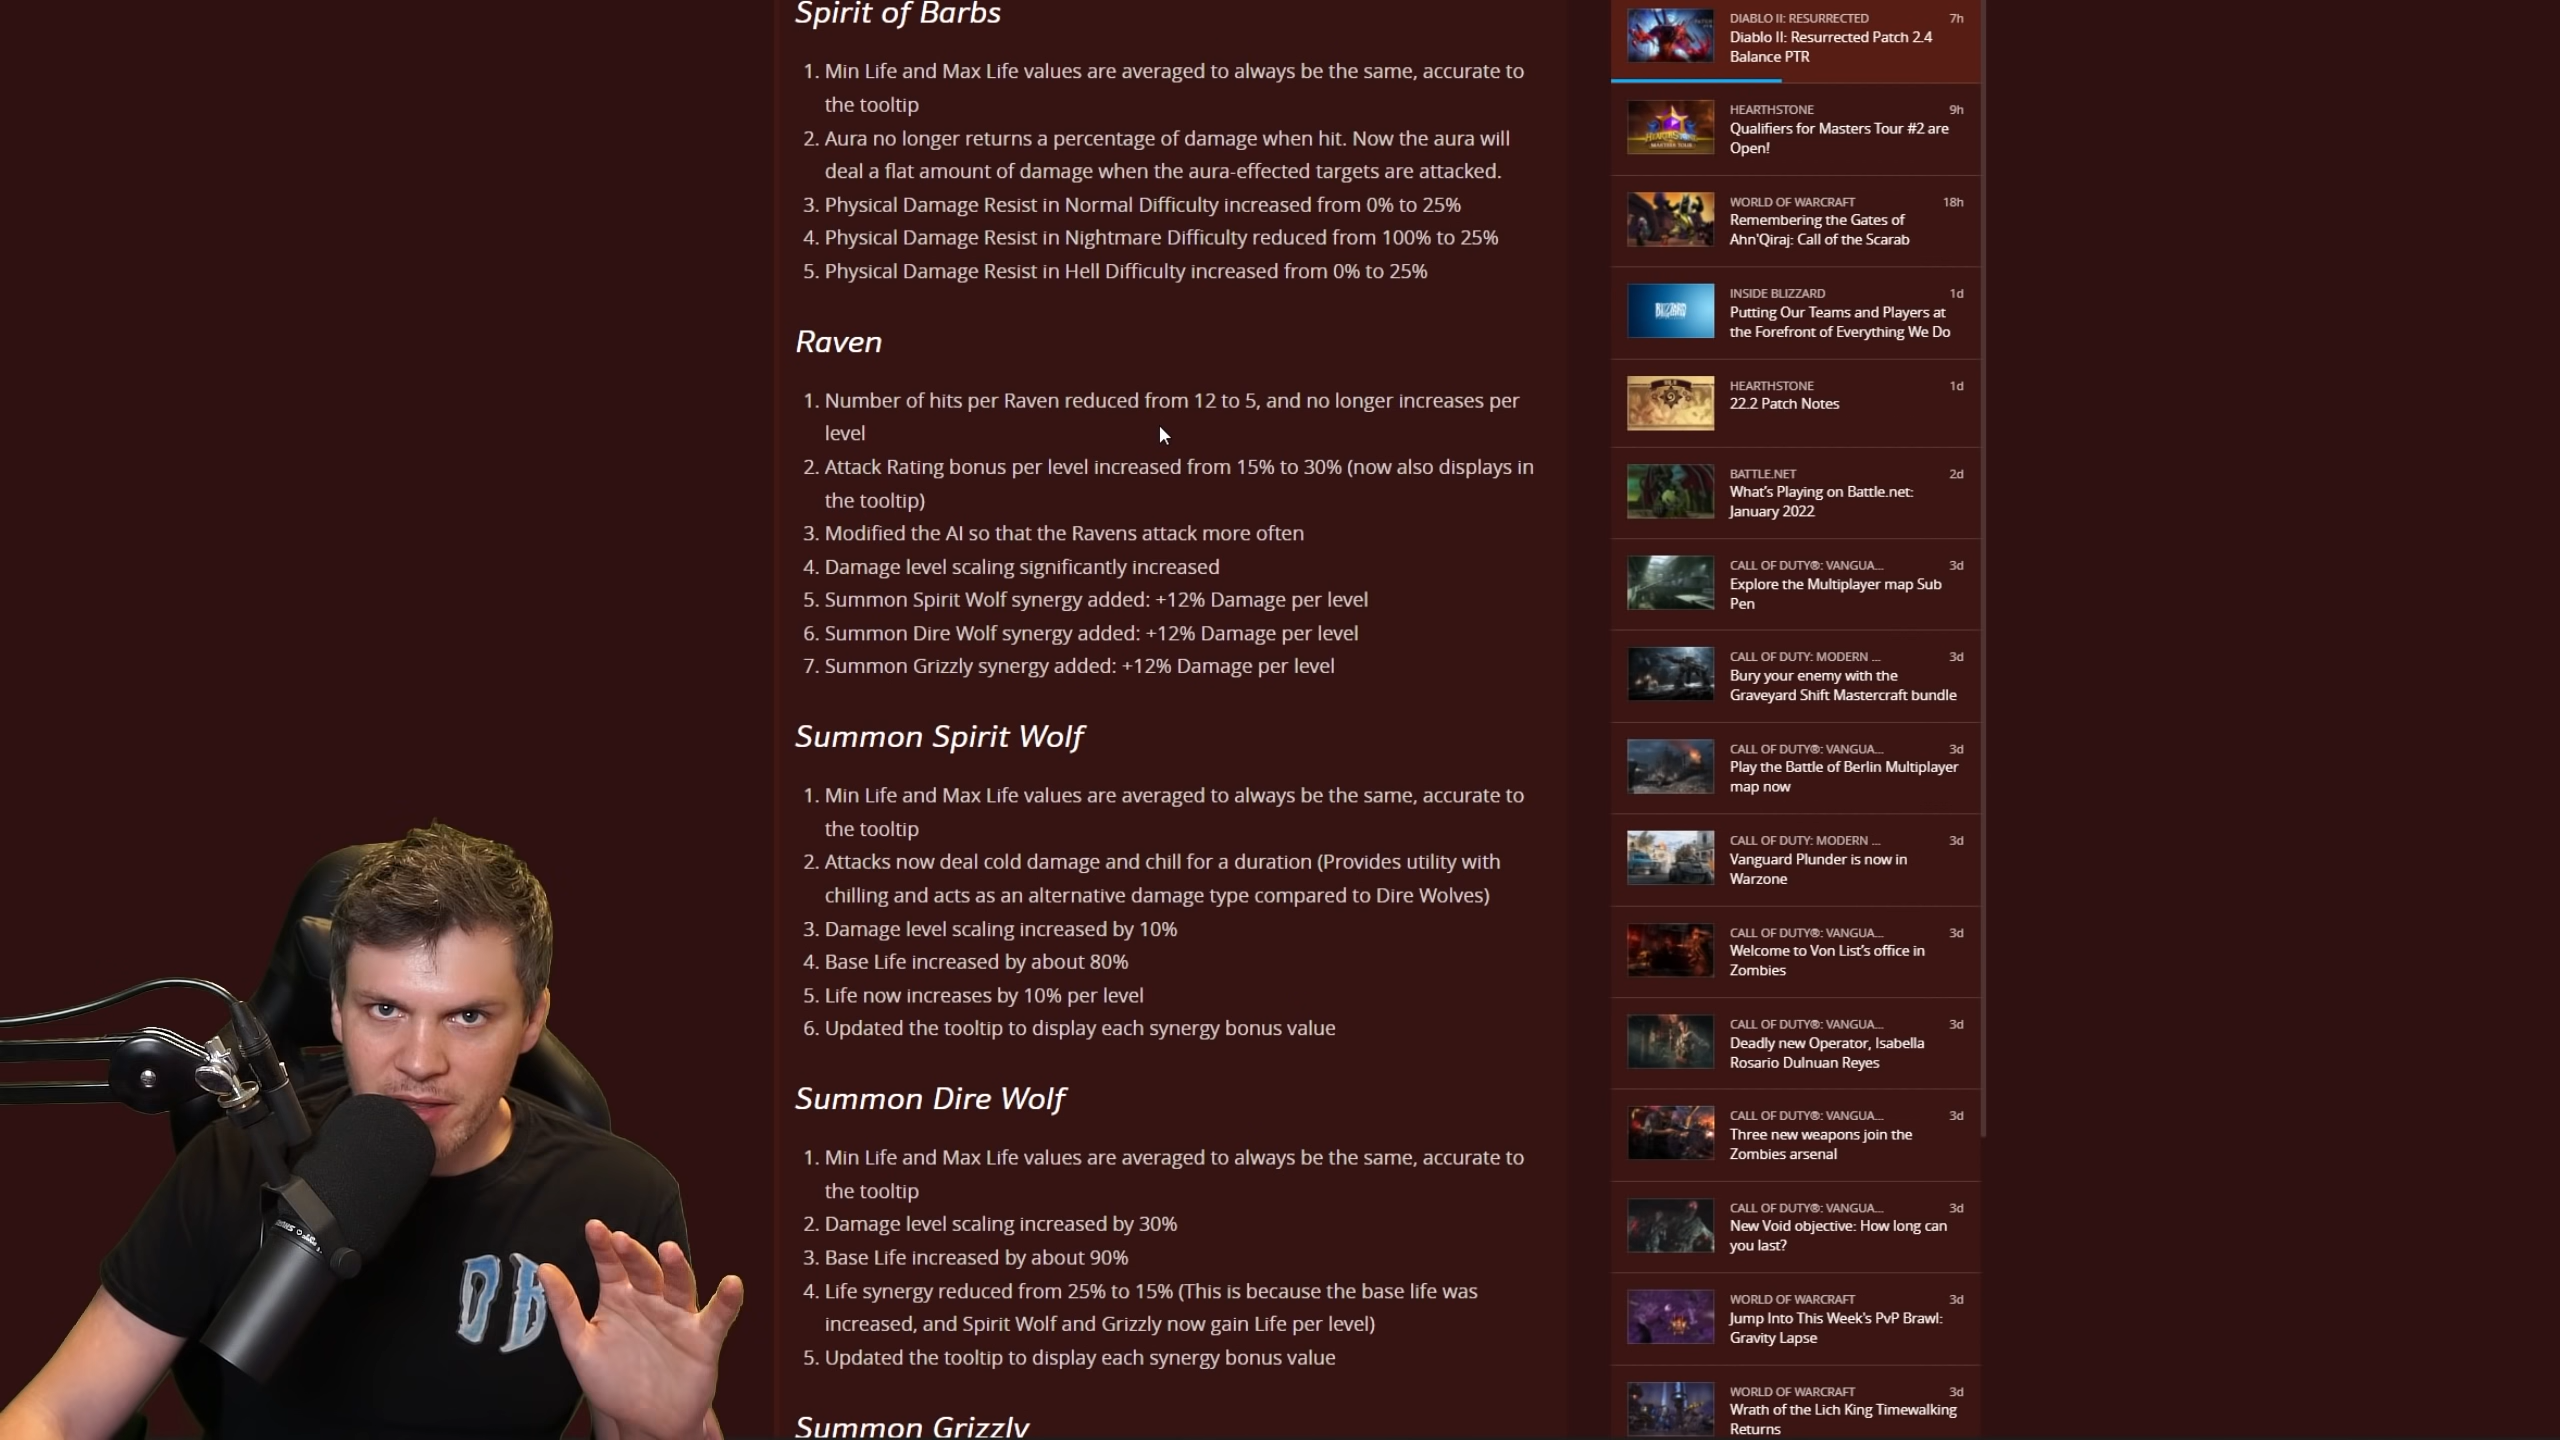 Spirit of Barbs
1. Min Life and Max Life values are averaged to always be the same, accurate to
the tooltip
2. Aura no longer returns a percentage of damage when hit. Now the aura will
deal a flat amount of damage when the aura-effected targets are attacked.
3. Physical Damage Resist in Normal Difficulty increased from 0% to 25%
4. Physical Damage Resist in Nightmare Difficulty reduced from 100% to 25%
5. Physical Damage Resist in Hell Difficulty increased from 0% to 25%
Raven
1. Number of hits per Raven reduced from 12 to 5, and no longer increases per
level
2. Attack Rating bonus per level increased from 15% to 30% (now also displays in
the tooltip)
3. Modified the AI so that the Ravens attack more often
4. Damage level scaling significantly increased
5. Summon Spirit Wolf synergy added: +12% Damage per level
6. Summon Dire Wolf synergy added: +12% Damage per level
7. Summon Grizzly synergy added: +12% Damage per level
Summon Spirit Wolf
1. Min Life and Max Life values are averaged to always be the same, accurate to
the tooltip
2. Attacks now deal cold damage and chill for a duration (Provides utility with
chilling and acts as an alternative damage type compared to Dire Wolves)
3. Damage level scaling increased by 10%
4. Base Life increased by about 80%
5. Life now increases by 10% per level
6. Updated the tooltip to display each synergy bonus value
Summon Dire Wolf
1. Min Life and Max Life values are averaged to always be the same, accurate to
the tooltip
2. Damage level scaling increased by 30%
3. Base Life increased by about 90%
4. Life synergy reduced from 25% to 15% (This is because the base life was
increased, and Spirit Wolf and Grizzly now gain Life per level)
5. Updated the tooltip to display each synergy bonus value
Summon Grizzly
DIABLO II: RESURRECTED 7h
Diablo II: Resurrected Patch 2.4
Balance PTR
HEARTHSTONE 9h
Qualifiers for Masters Tour #2 are
Open!
WORLD OF WARCRAFT 18h
Remembering the Gates of
Ahn'Qiraj: Call of the Scarab
INSIDE BLIZZARD 1d
Putting Our Teams and Players at
the Forefront of Everything We Do
BLIZZARD
HEARTHSTONE 1d
22.2 Patch Notes
BATTLE.NET 2d
What's Playing on Battle.net:
January 2022
CALL OF DUTY®: VANGUA... 3d
Explore the Multiplayer map Sub
Pen
CALL OF DUTY: MODERN ... 3d
Bury your enemy with the
Graveyard Shift Mastercraft bundle
CALL OF DUTY®: VANGUA... 3d
Play the Battle of Berlin Multiplayer
map now
CALL OF DUTY: MODERN ... 3d
Vanguard Plunder is now in
Warzone
CALL OF DUTY®: VANGUA... 3d
Welcome to Von List's office in
Zombies
CALL OF DUTY®: VANGUA... 3d
Deadly new Operator, Isabella
Rosario Dulnuan Reyes
CALL OF DUTY®: VANGUA... 3d
Three new weapons join the
Zombies arsenal
CALL OF DUTY®: VANGUA... 3d
New Void objective: How long can
you last?
WORLD OF WARCRAFT 3d
Jump Into This Week's PvP Brawl:
Gravity Lapse
WORLD OF WARCRAFT 3d
Wrath of the Lich King Timewalking
Returns
DB